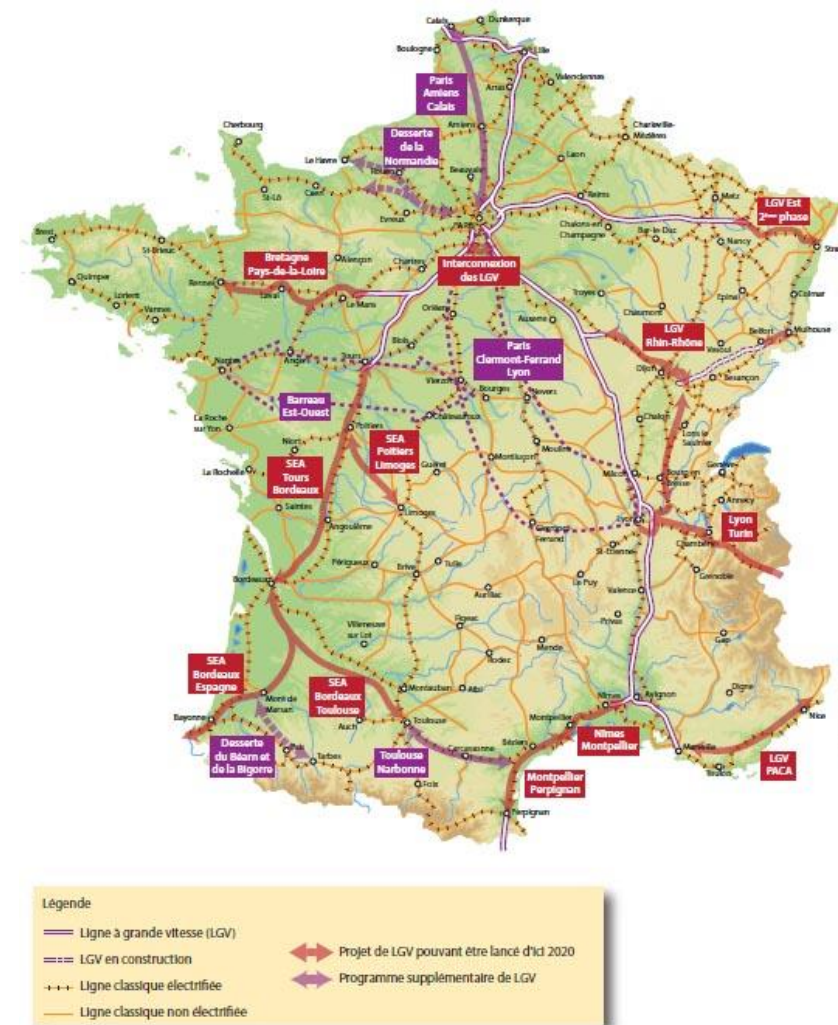 Calais
Dunkerque
Boulogne
Lille
Paris
Amiens
Calais
Valenciennes
Arras
Cherbourg
Desserte
de la
Normandie
Amiens
Charleville-
Mézières
Le Havre
Rouen
Beauvais
Laon
St-Lô
Caen
Reims
Metz
LGV Est
2ème phase
Evreux
Chalons-en
Champagne
Bar-le-Duc
Nancy
Brest
St-Brieuc
Bretagne
Pays-de-la-Loire
Alençon
Chartres
Interconnexion
des LGV
Quimper
Rennes
Laval
Le Mans
Troyes
Epinal
Colmar
Lorient
Vannes
Orléans
Chaumont
Auxerre
LGV
Rhin-Rhône
Belfort
Mulhouse
Blois
Vesoul
Nantes
Angers
Tours
Paris
Clermont-Ferrand
Lyon
Dijon
Besançon
Vierzon
Bourges
Nevers
Barreau
Est-Ouest
Châteauroux
Chalon
La Roche
sur Yon
Poitiers
Lons le
Saulnier
Niort
SEA
Poitiers
Limoges
Moulins
La Rochelle
Guéret
Montluçon
Mâcon
Bourg en
Bresse
Genève
SEA
Tours
Bordeaux
Annecy
Saintes
Limoges
Lyon
Lyon
Turin
Angoulême
Clermont
Ferrand
Chambéry
St-Etienne
Périgueux
Tulle
Grenoble
Brive
Le Puy
Valence
Bordeaux
Aurillac
Privas
Villeneuve
sur Lot
Figeac
Gap
Mende
Rodez
SEA
Bordeaux
Espagne
SEA
Bordeaux
Toulouse
Montauban
Albi
Digne
Mont de
Marsan
Nîmes
Avignon
Nice
Bayonne
Auch
Toulouse
Montpellier
Desserte
du Béarn et
de la Bigorre
Pau
Tarbes
Toulouse
Narbonne
Carcassonne
Béziers
Nîmes
Montpellier
Marseille
Toulon
LGV
PACA
Foix
Montpellier
Perpignan
Perpignan
Légende
Ligne à grande vitesse (LGV)
LGV en construction
Ligne classique électrifiée
Ligne classique non électrifiée
Projet de LGV pouvant être lancé d'ici 2020
Programme supplémentaire de LGV